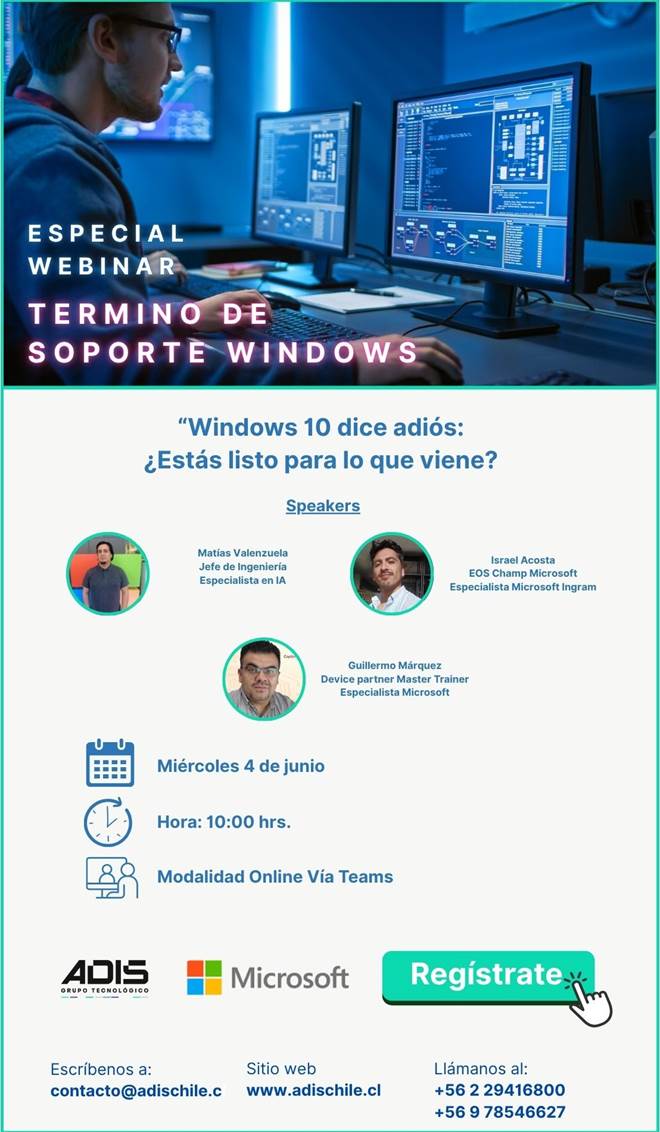 ESPECIAL
WEBINAR
TERMINO DE
SOPORTE WINDOWS
“Windows 10 dice adiós:
¿Estás listo para lo que viene?
Speakers
Matías Valenzuela
Jefe de Ingeniería
Especialista en IA
Israel Acosta
EOS Champ Microsoft
Especialista Microsoft Ingram
Guillermo Márquez
Device partner Master Trainer
Especialista Microsoft
Miércoles 4 de junio
Hora: 10:00 hrs.
Modalidad Online Vía Teams
ADIS
GRUPO TECNOLÓGICO
Microsoft
Regístrate
Escríbenos a:
contacto@adischile.c
Sitio web
www.adischile.cl
Llámanos al:
+56 2 29416800
+56 9 78546627